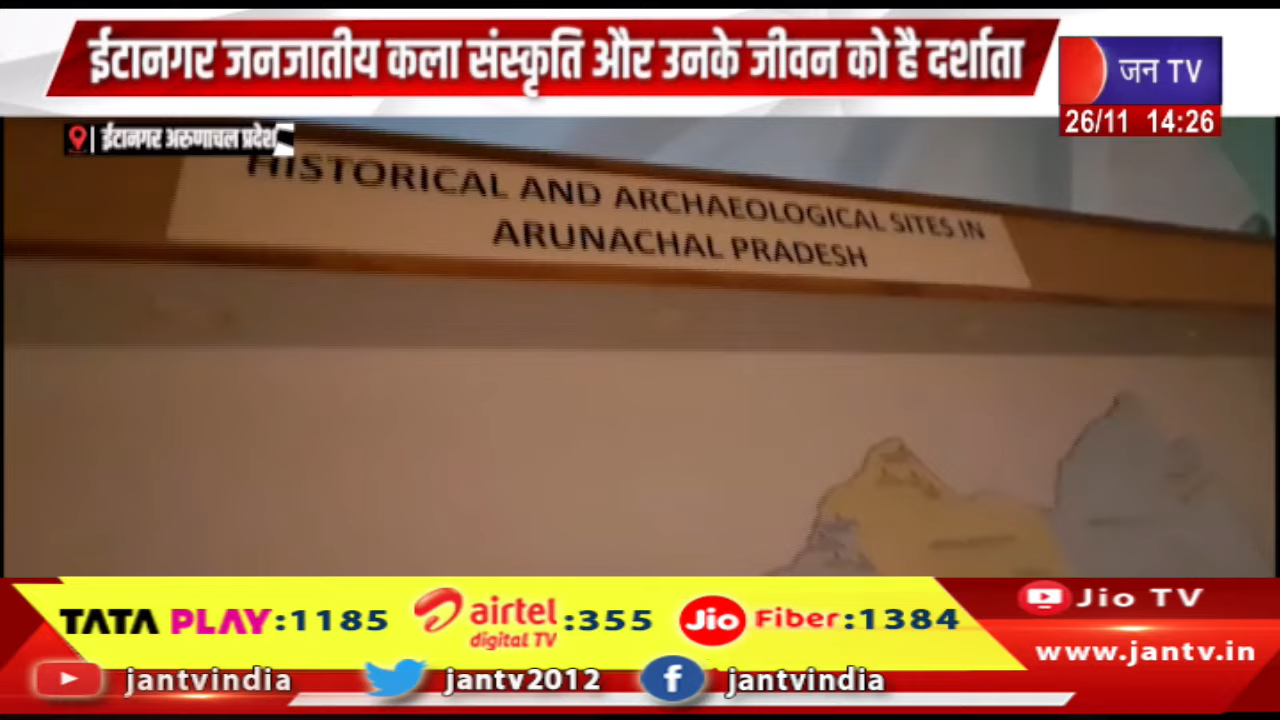 ईटानगर जनजातीय कला संस्कृति और उनके जीवन को है दर्शाता
जन TV
26/11 14:26
ईटानगर अरुणाचल प्रदेश
HISTORICAL AND ARCHAEOLOGICAL SITES IN
ARUNACHAL PRADESH
TATA PLAY:1185
airtel
digital TV
:355
Jio Fiber:1384
Jio TV
www.jantv.in
jantvindia
jantv2012
jantvindia